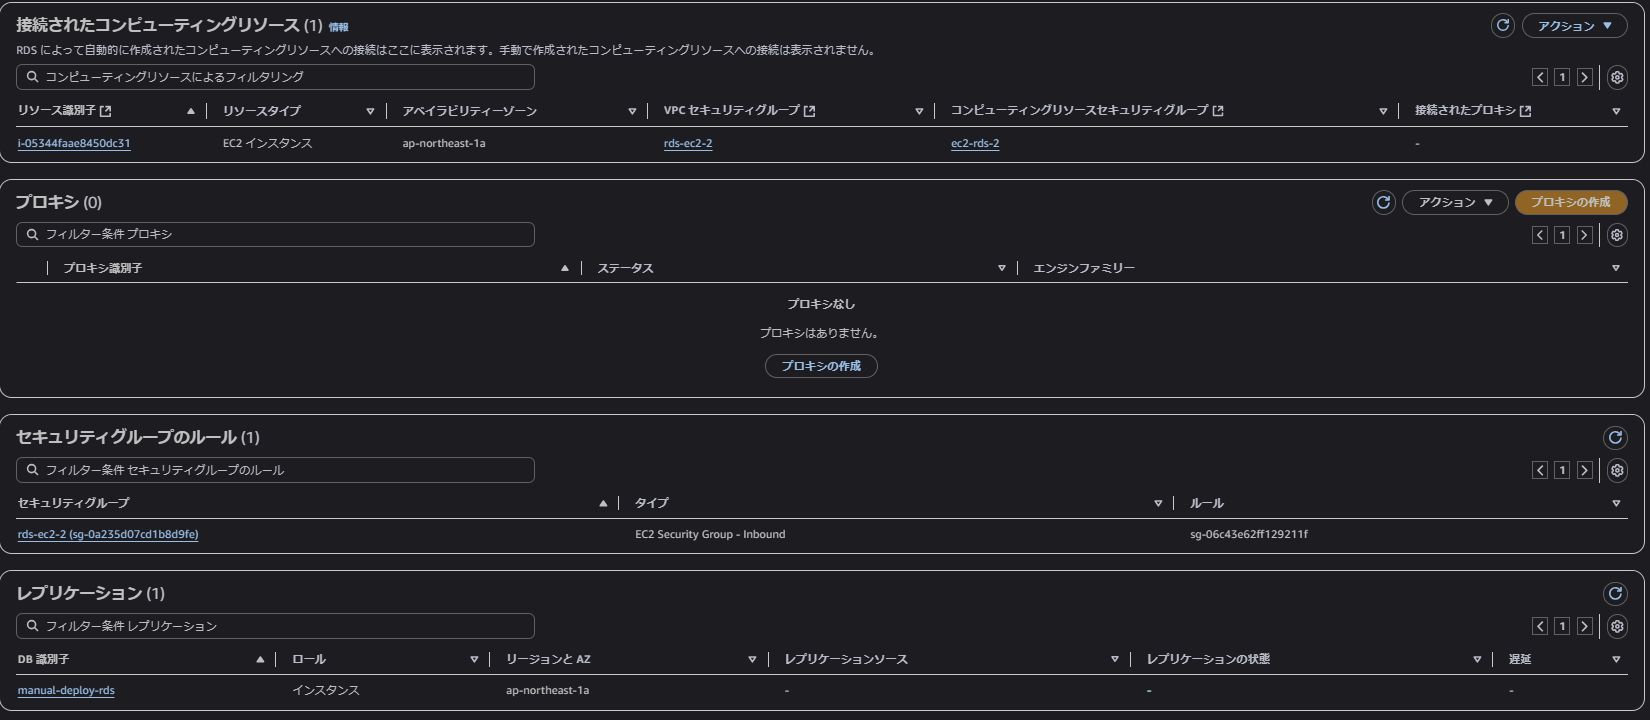 接続されたコンピューティングリソース (1) 情報
アクション
RDS によって自動的に作成されたコンピューティングリソースへの接続はここに表示されます。手動で作成されたコンピューティングリソースへの接続は表示されません。
コンピューティングリソースによるフィルタリング
1
リソース識別子 リソースタイプ アベイラビリティーゾーン VPC セキュリティグループ コンピューティングリソースセキュリティグループ 接続されたプロキシ
i-05344faae8450dc31 EC2 インスタンス ap-northeast-1a rds-ec2-2 ec2-rds-2 -
プロキシ (0)
アクション プロキシの作成
フィルター条件 プロキシ
1
プロキシ識別子 ステータス エンジンファミリー
プロキシなし
プロキシはありません。
プロキシの作成
セキュリティグループのルール (1)
フィルター条件 セキュリティグループのルール
1
セキュリティグループ タイプ ルール
rds-ec2-2 (sg-0a235d07cd1b8d9fe) EC2 Security Group - Inbound sg-06c43e62ff129211f
レプリケーション (1)
フィルター条件 レプリケーション
1
DB 識別子 ロール リージョンと AZ レプリケーションソース レプリケーションの状態 遅延
manual-deploy-rds インスタンス ap-northeast-1a - - -